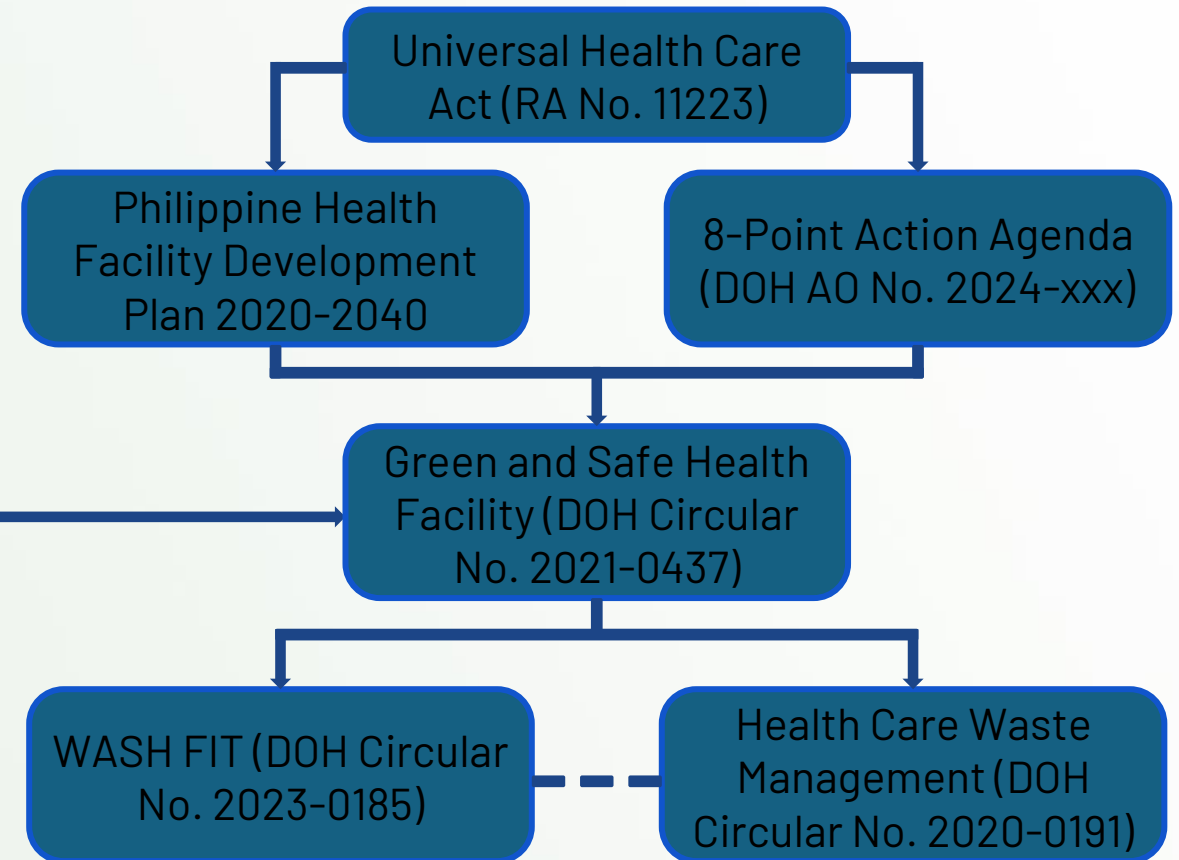 Universal Health Care
Act (RA No. 11223)
Philippine Health
Facility Development
Plan 2020-2040
8-Point Action Agenda
(DOH AO No. 2024-xxx)
Green and Safe Health
Facility (DOH Circular
No. 2021-0437)
WASH FIT (DOH Circular
No. 2023-0185)
Health Care Waste
Management (DOH
Circular No. 2020-0191)